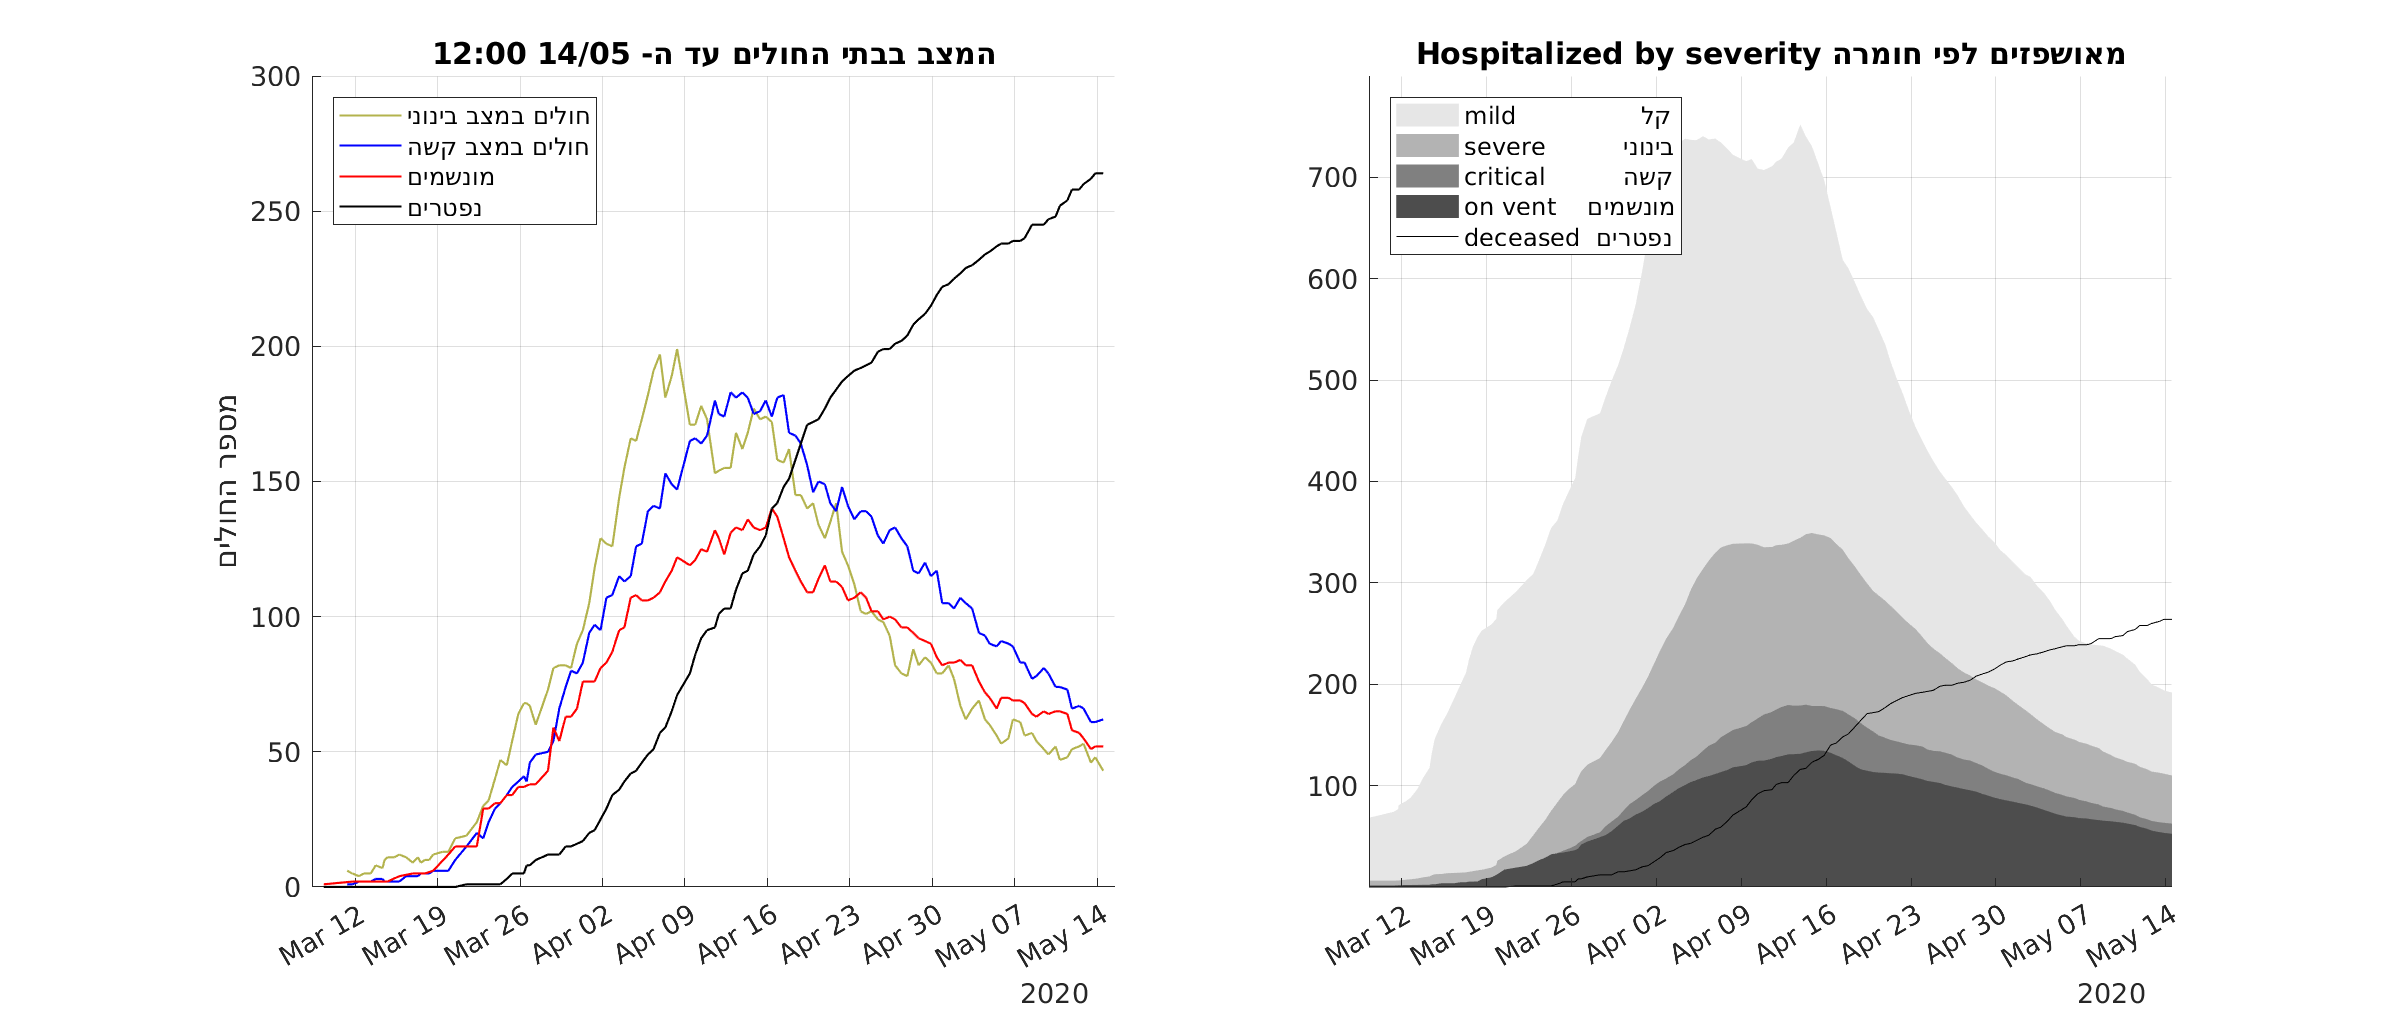 המצב בבתי החולים עד ה- 14/05 12:00
300
250
200
150
100
50
0
מספר החולים
חולים במצב בינוני
חולים במצב קשה
מונשמים
נפטרים
Mar 12
Mar 19
Mar 26
Apr 02
Apr 09
Apr 16
Apr 23
Apr 30
May 07
May 14
2020
Hospitalized by severity מאושפזים לפי חומרה
700
600
500
400
300
200
100
mild קל
severe בינוני
critical קשה
on vent מונשמים
deceased נפטרים
Mar 12
Mar 19
Mar 26
Apr 02
Apr 09
Apr 16
Apr 23
Apr 30
May 07
May 14
2020